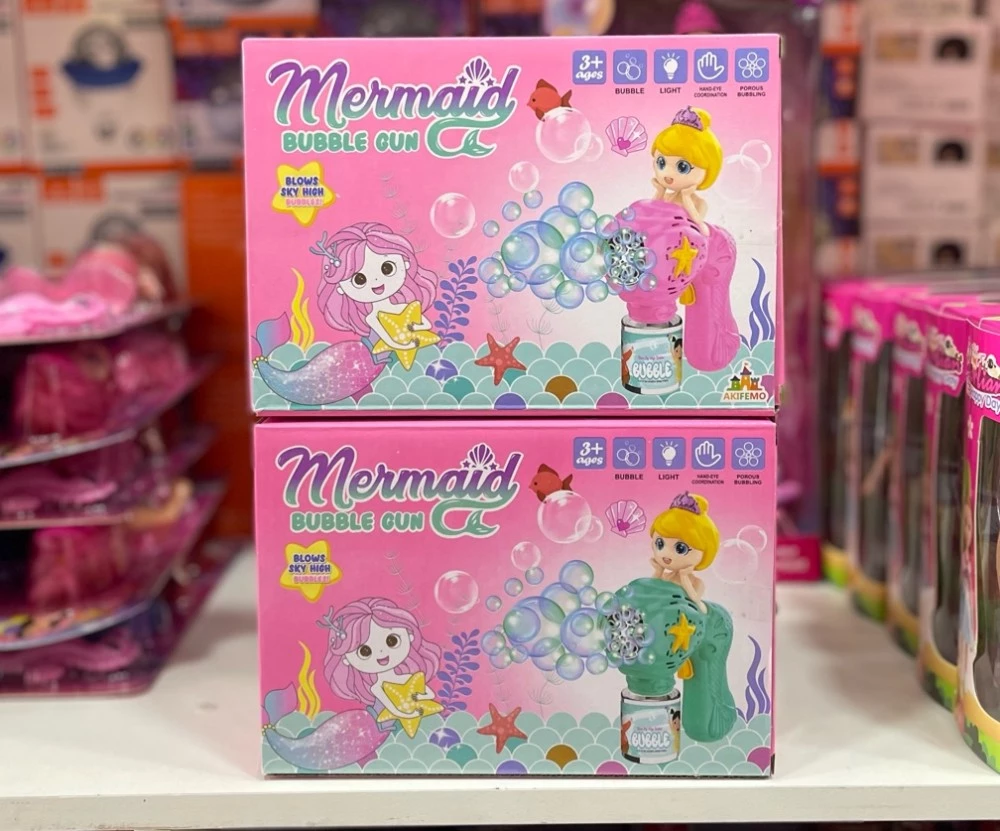 Mermaid
BUBBLE GUN
3+
ages
BUBBLE
LIGHT
HAND-EYE
COORDINATION
POROUS
BUBBLING
BLOWS
SKY HIGH
BUBBLES!
BUBBLE
AKIFEMO
Mermaid
BUBBLE GUN
3+
ages
BUBBLE
LIGHT
HAND-EYE
COORDINATION
POROUS
BUBBLING
BLOWS
SKY HIGH
BUBBLES!
BUBBLE